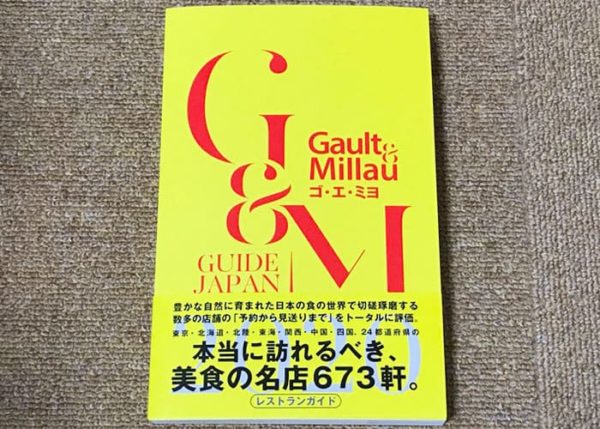 G
&
M
Gault&
Millau
ゴ・エ・ミヨ
GUIDE
JAPAN
豊かな自然に育まれた日本の食の世界で切磋琢磨する
数多の店舗の「予約から見送りまで」をトータルに評価。
東京・北海道・北陸・東海・関西・中国・四国、24都道府県の
本当に訪れるべき、
美食の名店673軒。
レストランガイド